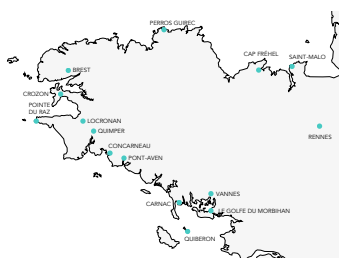 PERROS GUIREC
CAP FRÉHEL
SAINT-MALO
BREST
CROZON
POINTE
DU RAZ
LOCRONAN
QUIMPER
RENNES
CONCARNEAU
PONT-AVEN
VANNES
CARNAC
LE GOLFE DU MORBIHAN
QUIBERON